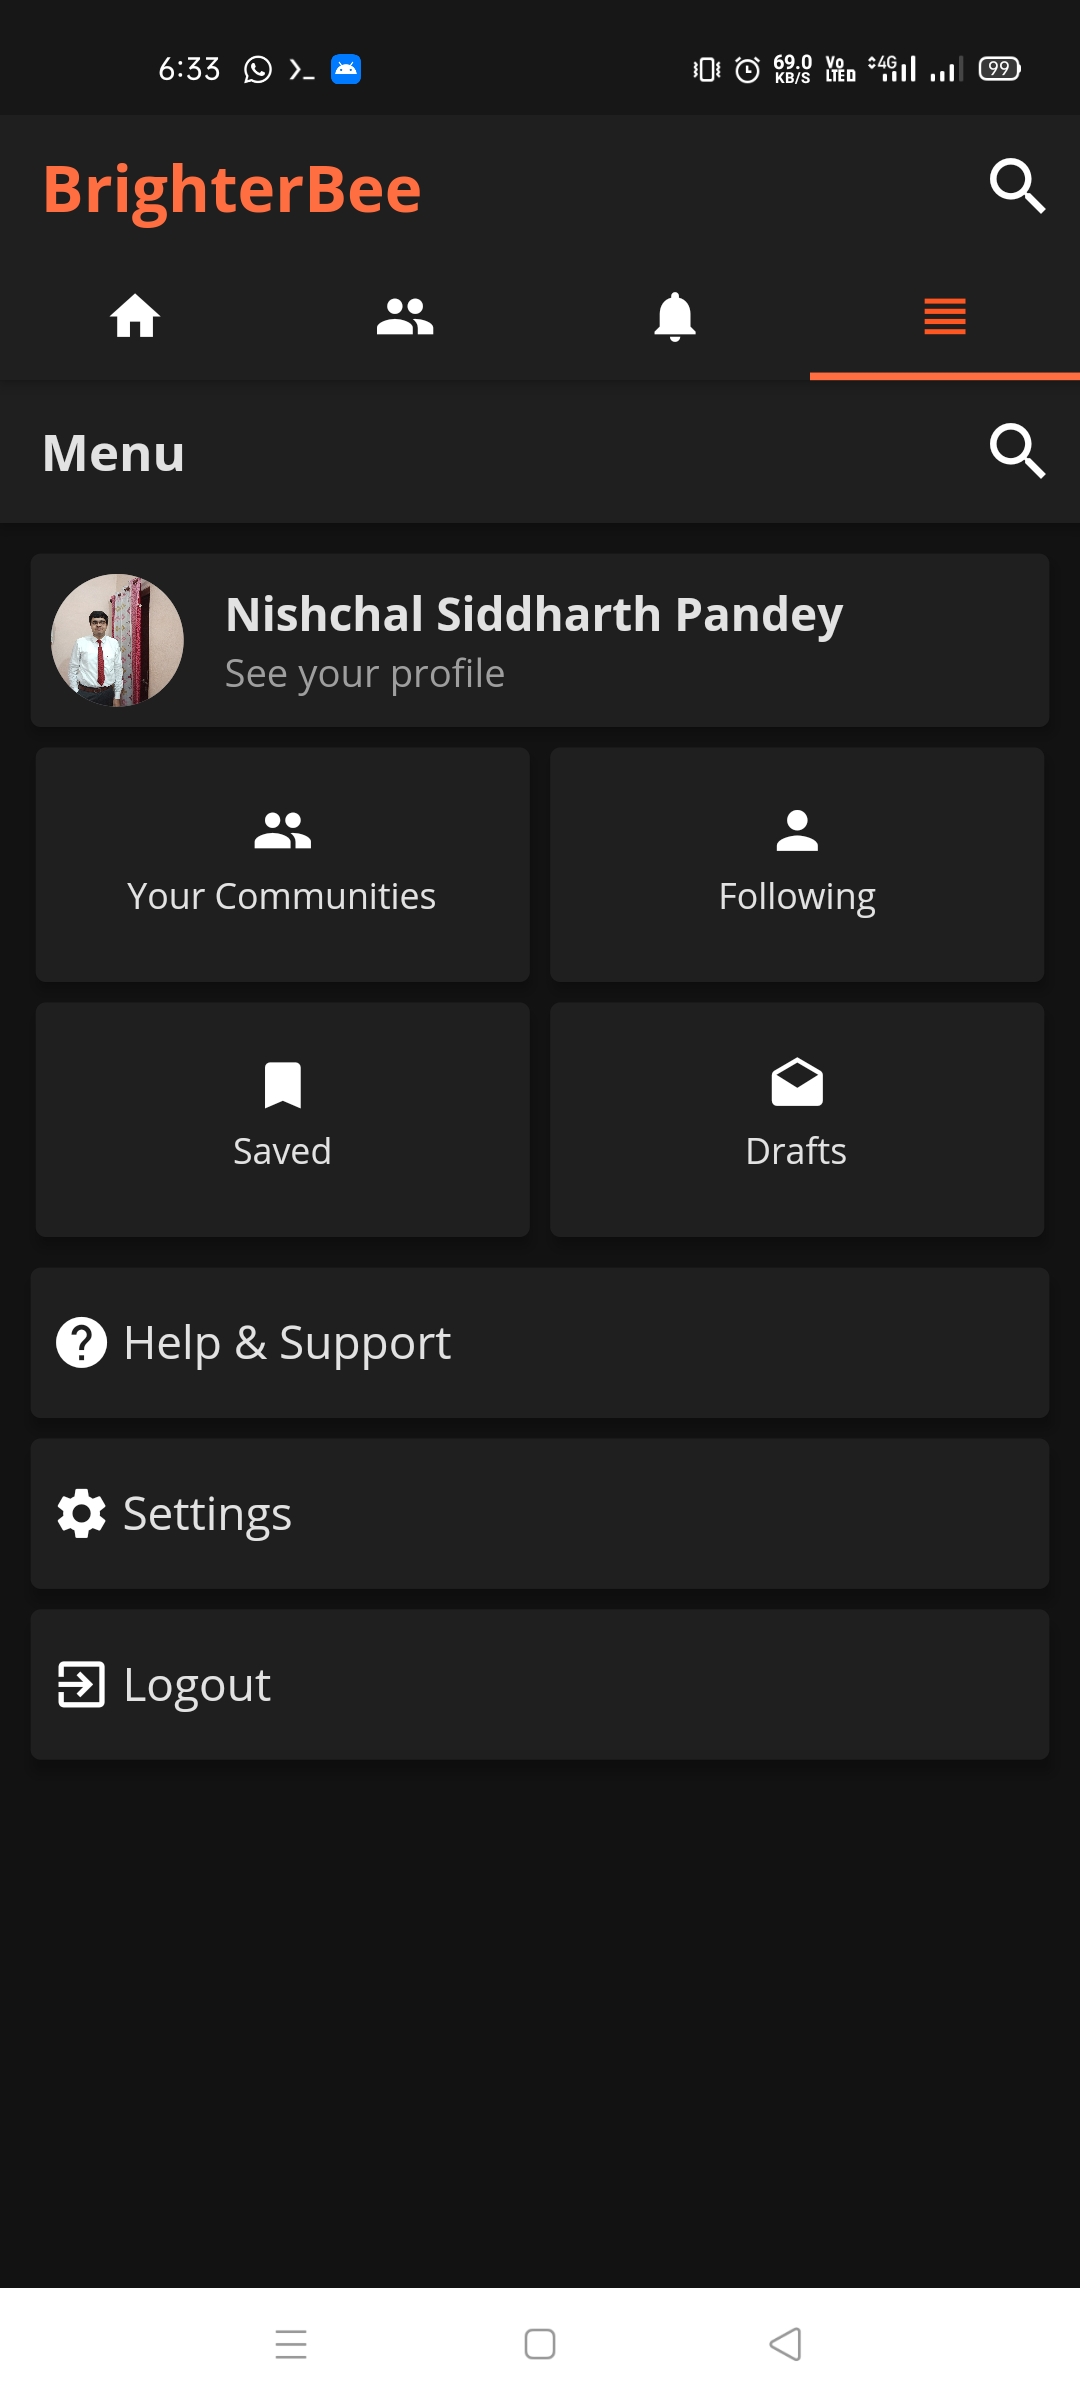 6:33
69.0 KB/S Vo LTE D 4G 99
BrighterBee
Menu
Nishchal Siddharth Pandey
See your profile
Your Communities
Following
Saved
Drafts
Help & Support
Settings
Logout